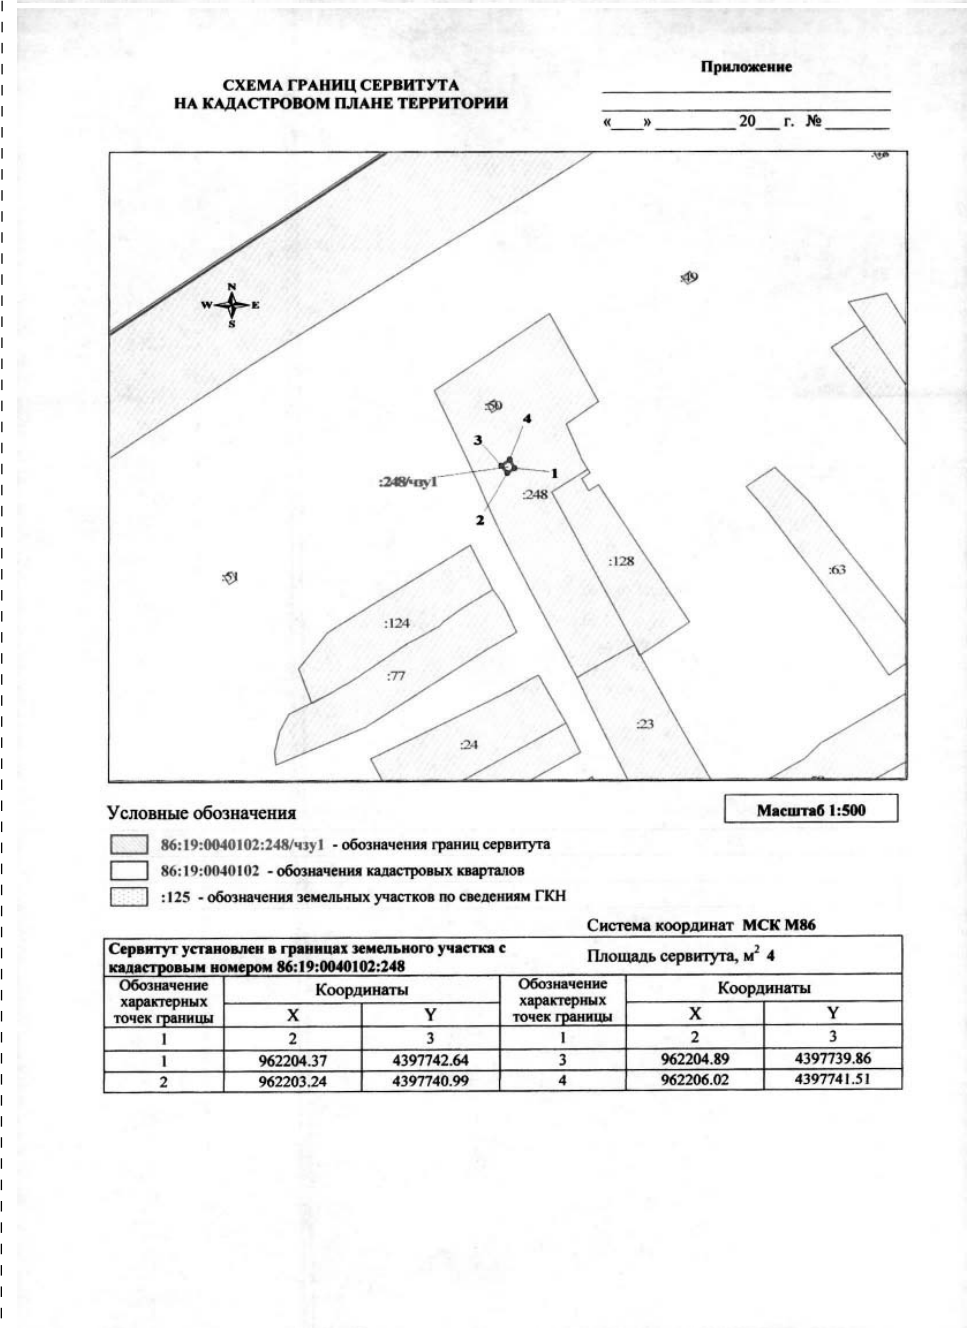 Приложение
СХЕМА ГРАНИЦ СЕРВИТУТА
НА КАДАСТРОВОМ ПЛАНЕ ТЕРРИТОРИИ
«____» __________ 20___ г. № ________
:49
N
W E
S
:50
4
3
1
:248/чзу1
:248
2
:128
:63
:51
:124
:77
:23
:24
Условные обозначения
Масштаб 1:500
86:19:0040102:248/чзу1 - обозначения границ сервитута
86:19:0040102 - обозначения кадастровых кварталов
:125 - обозначения земельных участков по сведениям ГКН
Система координат МСК М86
Сервитут установлен в границах земельного участка с
кадастровым номером 86:19:0040102:248
Площадь сервитута, м² 4
Обозначение характерных точек границы Координаты Обозначение характерных точек границы Координаты
X Y X Y
1 2 3 1 2 3
1 962204.37 4397742.64 3 962204.89 4397739.86
2 962203.24 4397740.99 4 962206.02 4397741.51